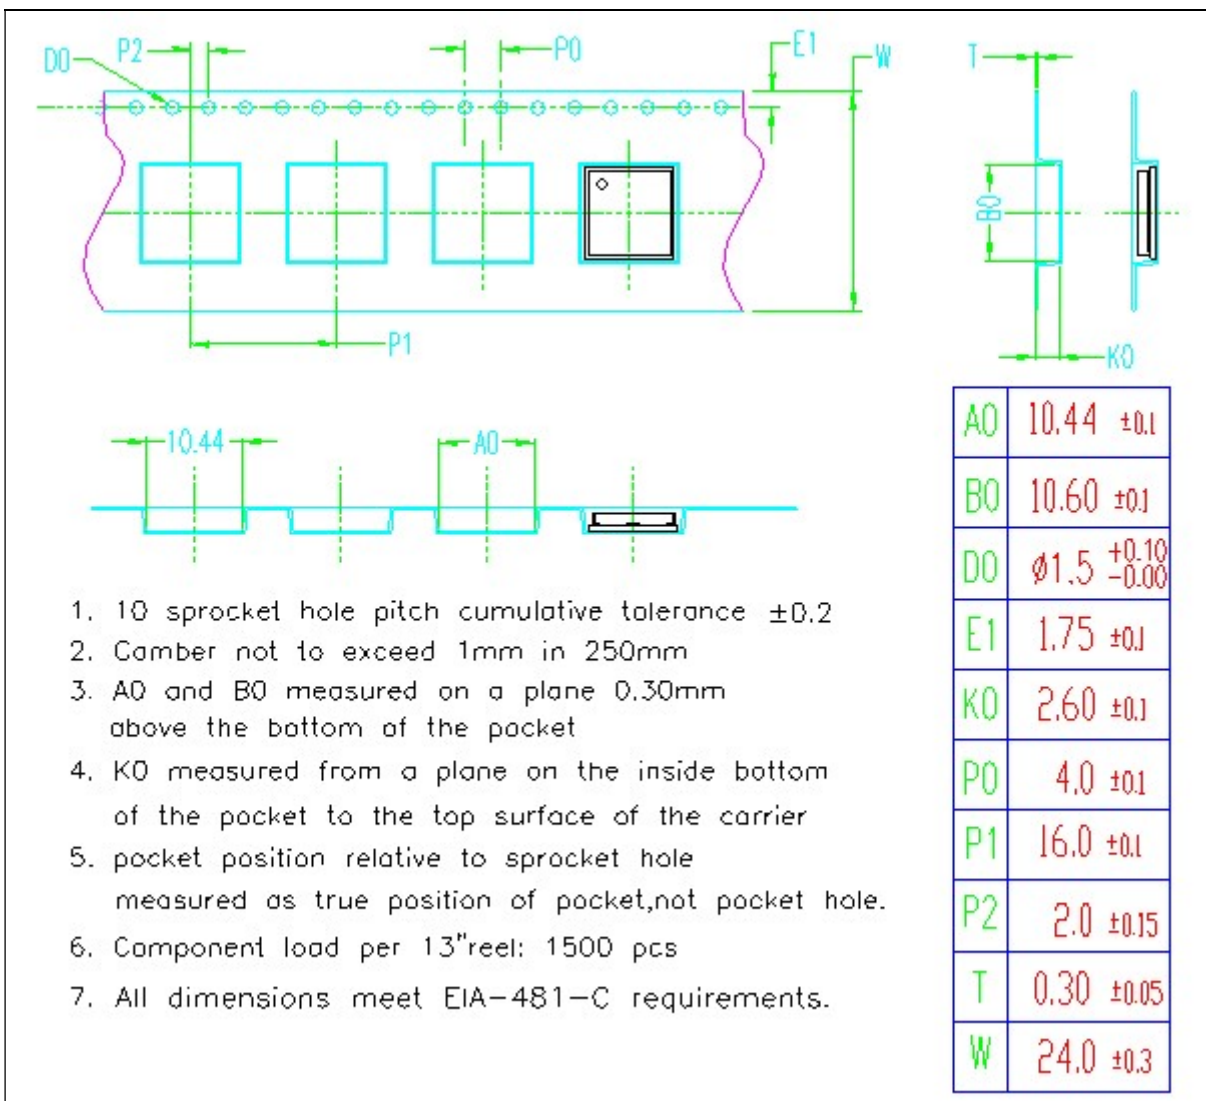 D0
P2
P0
E1
W
T
B0
P1
K0
10.44
A0
A0 10.44 ±0.1
B0 10.60 ±0.1
D0 ø1.5 +0.10 -0.00
E1 1.75 ±0.1
K0 2.60 ±0.1
P0 4.0 ±0.1
P1 16.0 ±0.1
P2 2.0 ±0.15
T 0.30 ±0.05
W 24.0 ±0.3
1. 10 sprocket hole pitch cumulative tolerance ±0.2
2. Camber not to exceed 1mm in 250mm
3. A0 and B0 measured on a plane 0.30mm
above the bottom of the pocket
4. K0 measured from a plane on the inside bottom
of the pocket to the top surface of the carrier
5. pocket position relative to sprocket hole
measured as true position of pocket,not pocket hole.
6. Component load per 13"reel: 1500 pcs
7. All dimensions meet EIA-481-C requirements.